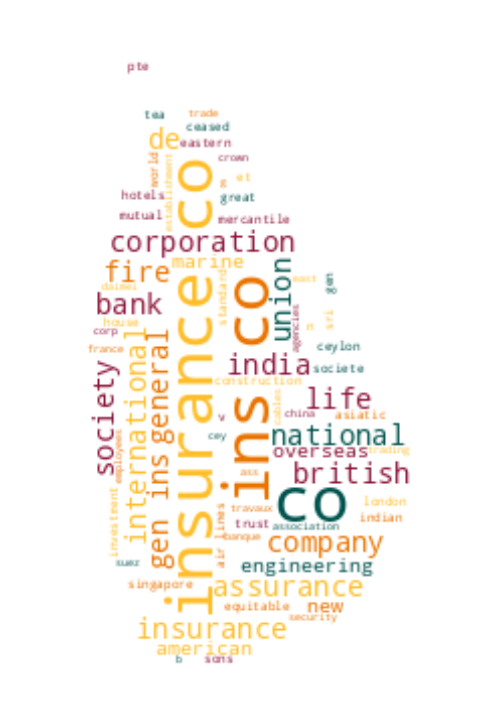 pte
tea
trade
ceased
de
eastern
world
establishment
crown
g
et
hotels
great
mutual
mercantile
insurance co
corporation
marine
fire
standard
ins co
union
east
gen
daimei
bank
agencies
house
n
ari
corp
ceylon
france
international
general
india
societe
society
construction
life
cables
china
asiatic
v
cey
national
employees
overseas
trading
gen ins
ass
british
investment
co
london
travaux
indian
air lines
trust
association
banque
company
suez
engineering
singapore
assurance
equitable
new
security
insurance
american
b
sons